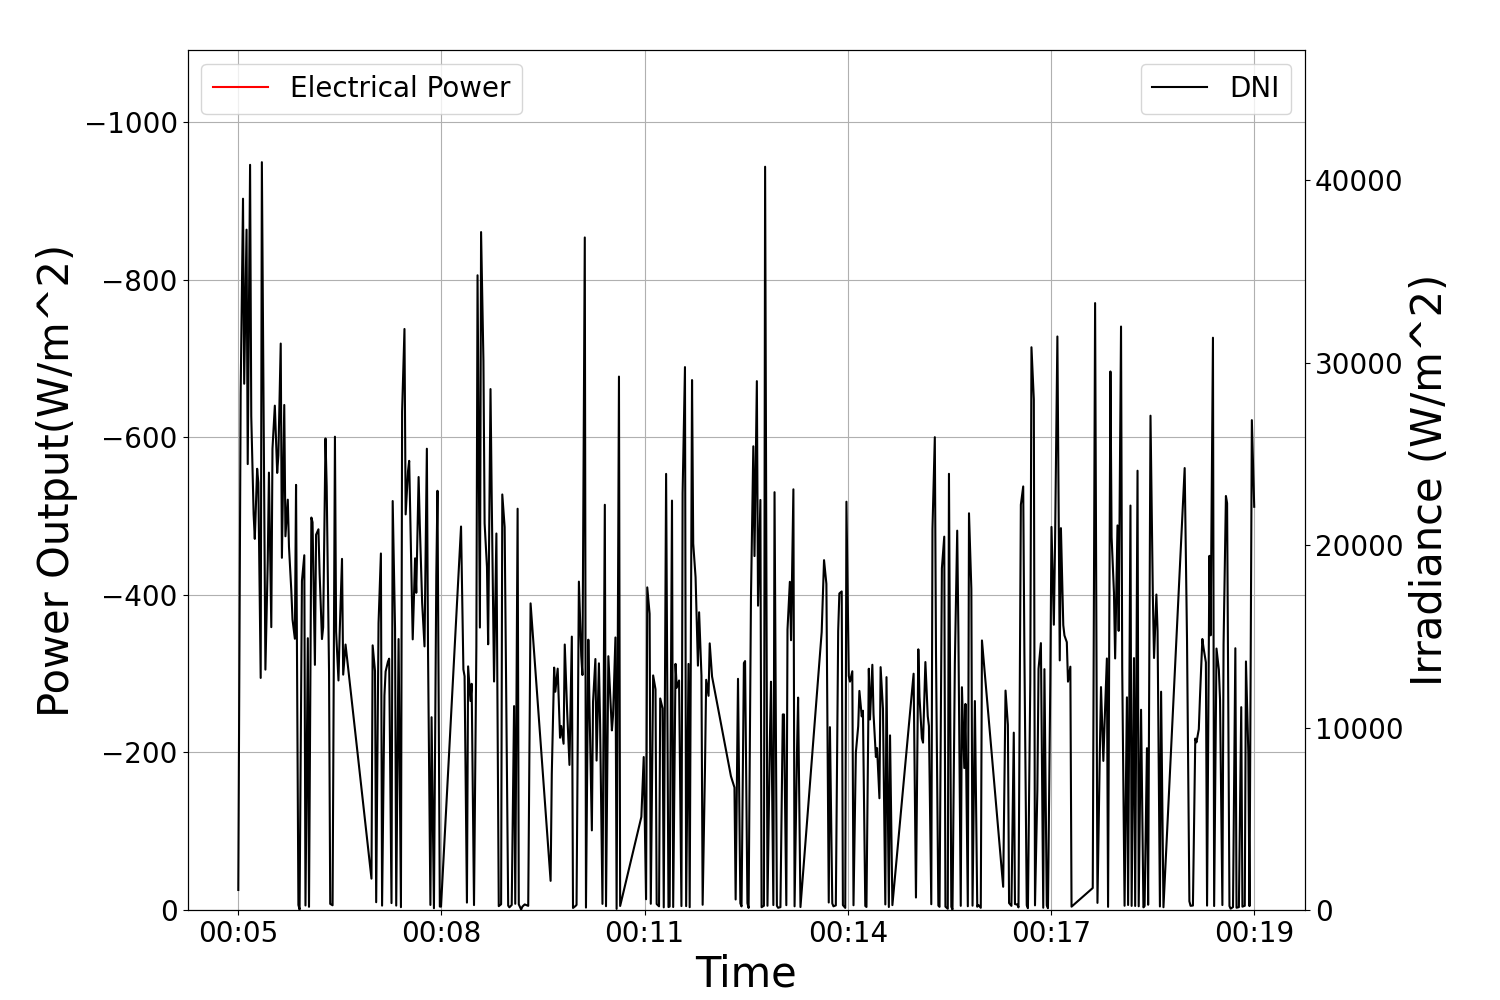 Electrical Power
DNI
Power Output(W/m^2)
−1000
−800
−600
−400
−200
0
40000
30000
20000
10000
0
Irradiance (W/m^2)
00:05 00:08 00:11 00:14 00:17 00:19
Time